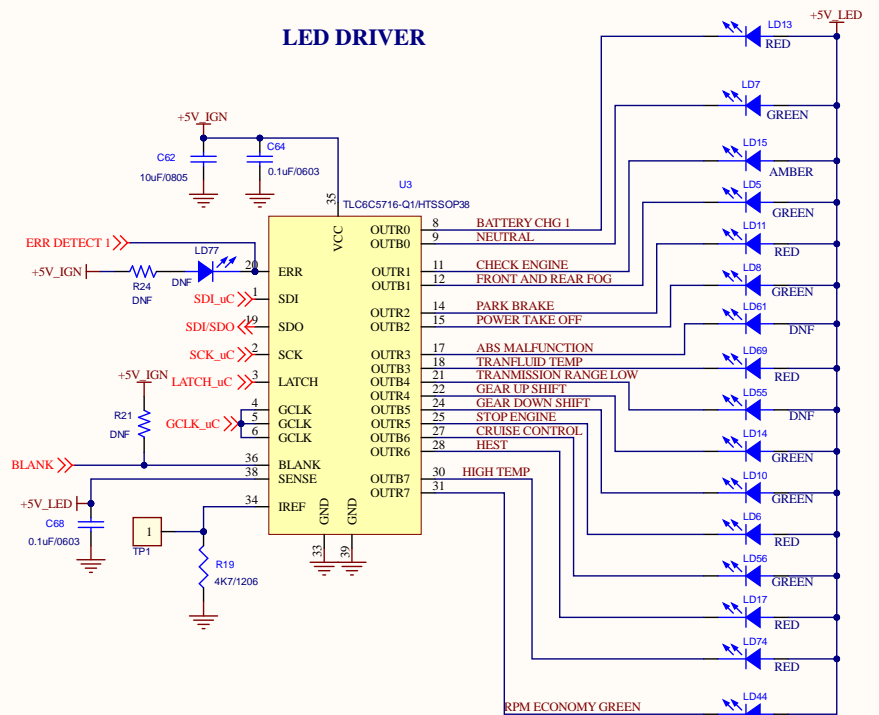 LED DRIVER
+5V_LED
LD13
RED
LD7
GREEN
LD15
AMBER
LD5
GREEN
LD11
RED
LD8
GREEN
LD61
DNF
LD69
RED
LD55
DNF
LD14
GREEN
LD10
GREEN
LD6
RED
LD56
GREEN
LD17
RED
LD74
RED
LD44
+5V_IGN
C62
10uF/0805
C64
0.1uF/0603
U3
TLC6C5716-Q1/HTSSOP38
35
VCC
ERR DETECT 1
LD77
+5V_IGN
R24
DNF
DNF
20 ERR
SDI_uC 1 SDI
SDI/SDO 19 SDO
SCK_uC 2 SCK
LATCH_uC 3 LATCH
+5V_IGN
R21
DNF
GCLK_uC
4 GCLK
5 GCLK
6 GCLK
BLANK 36 BLANK
38 SENSE
+5V_LED
C68
0.1uF/0603
34 IREF
1
TP1
R19
4K7/1206
GND GND
33 39
OUTR0 8 BATTERY CHG 1
OUTB0 9 NEUTRAL
OUTR1 11 CHECK ENGINE
OUTB1 12 FRONT AND REAR FOG
OUTR2 14 PARK BRAKE
OUTB2 15 POWER TAKE OFF
OUTR3 17 ABS MALFUNCTION
OUTB3 18 TRANFLUID TEMP
OUTB4 21 TRANMISSION RANGE LOW
OUTR4 22 GEAR UP SHIFT
OUTB5 24 GEAR DOWN SHIFT
OUTR5 25 STOP ENGINE
OUTB6 27 CRUISE CONTROL
OUTR6 28 HEST
OUTB7 30 HIGH TEMP
OUTR7 31
RPM ECONOMY GREEN